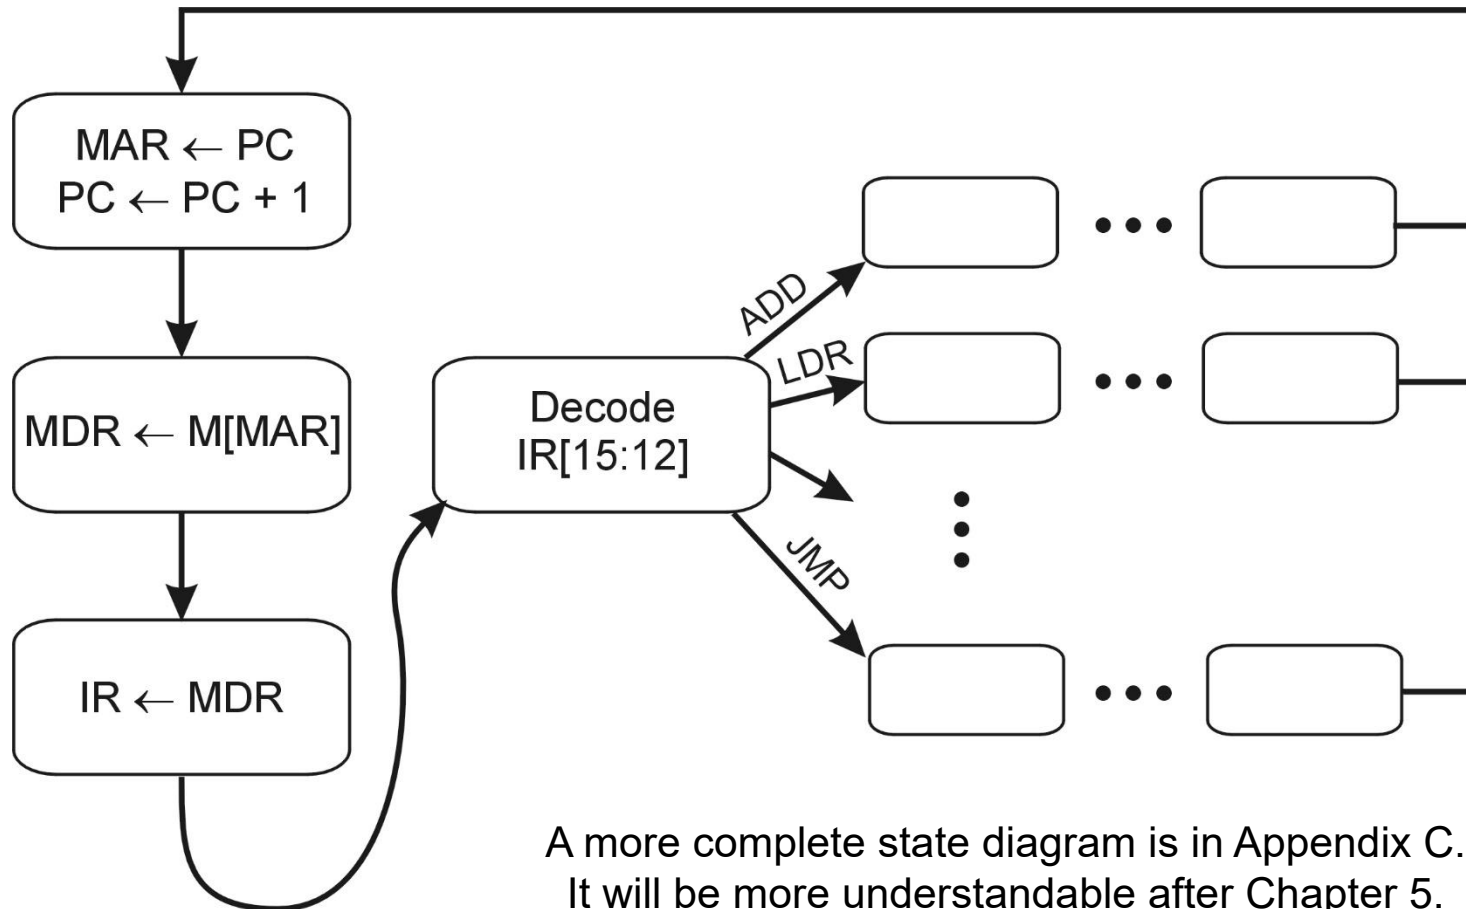 MAR ← PC
PC ← PC + 1
MDR ← M[MAR]
IR ← MDR
Decode
IR[15:12]
ADD
LDR
JMP
A more complete state diagram is in Appendix C.
It will be more understandable after Chapter 5.